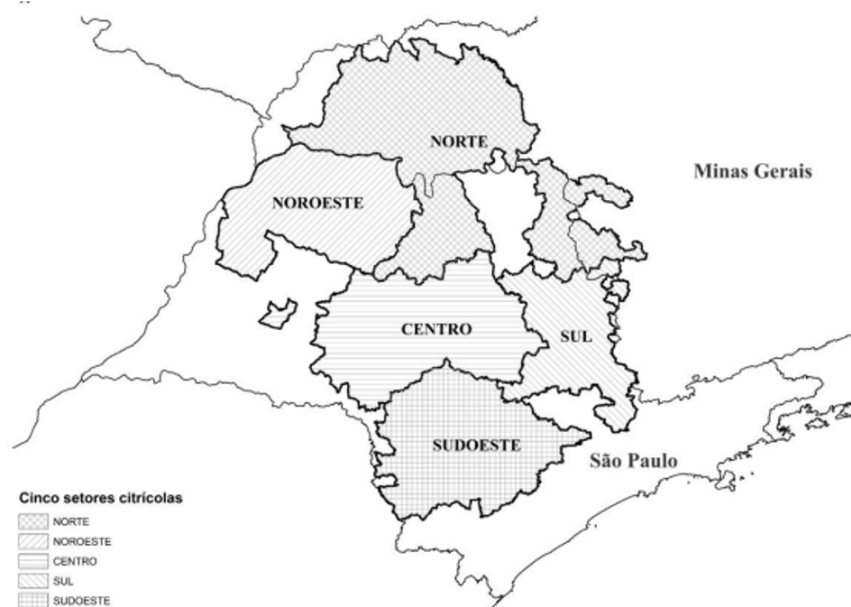 NORTE
Minas Gerais
NOROESTE
CENTRO
SUL
SUDOESTE
São Paulo
Cinco setores citrícolas
NORTE
NOROESTE
CENTRO
SUL
SUDOESTE